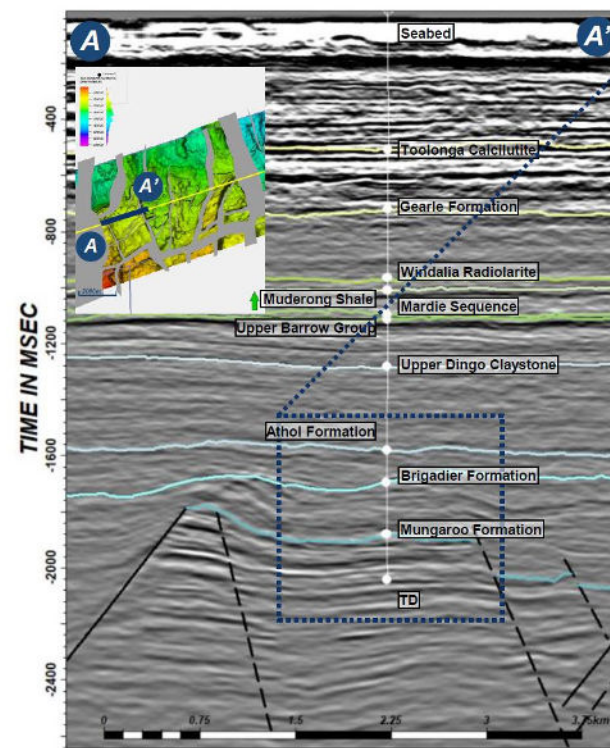 A
A'
Seabed
-400
Toolonga Calcilutite
A'
A
Gearle Formation
-800
Windalia Radiolarite
Muderong Shale
Mardie Sequence
Upper Barrow Group
-1200
Upper Dingo Claystone
TIME IN MSEC
Athol Formation
-1600
Brigadier Formation
Mungaroo Formation
-2000
TD
-2400
0
0.75
1.5
2.25
3
3.75km